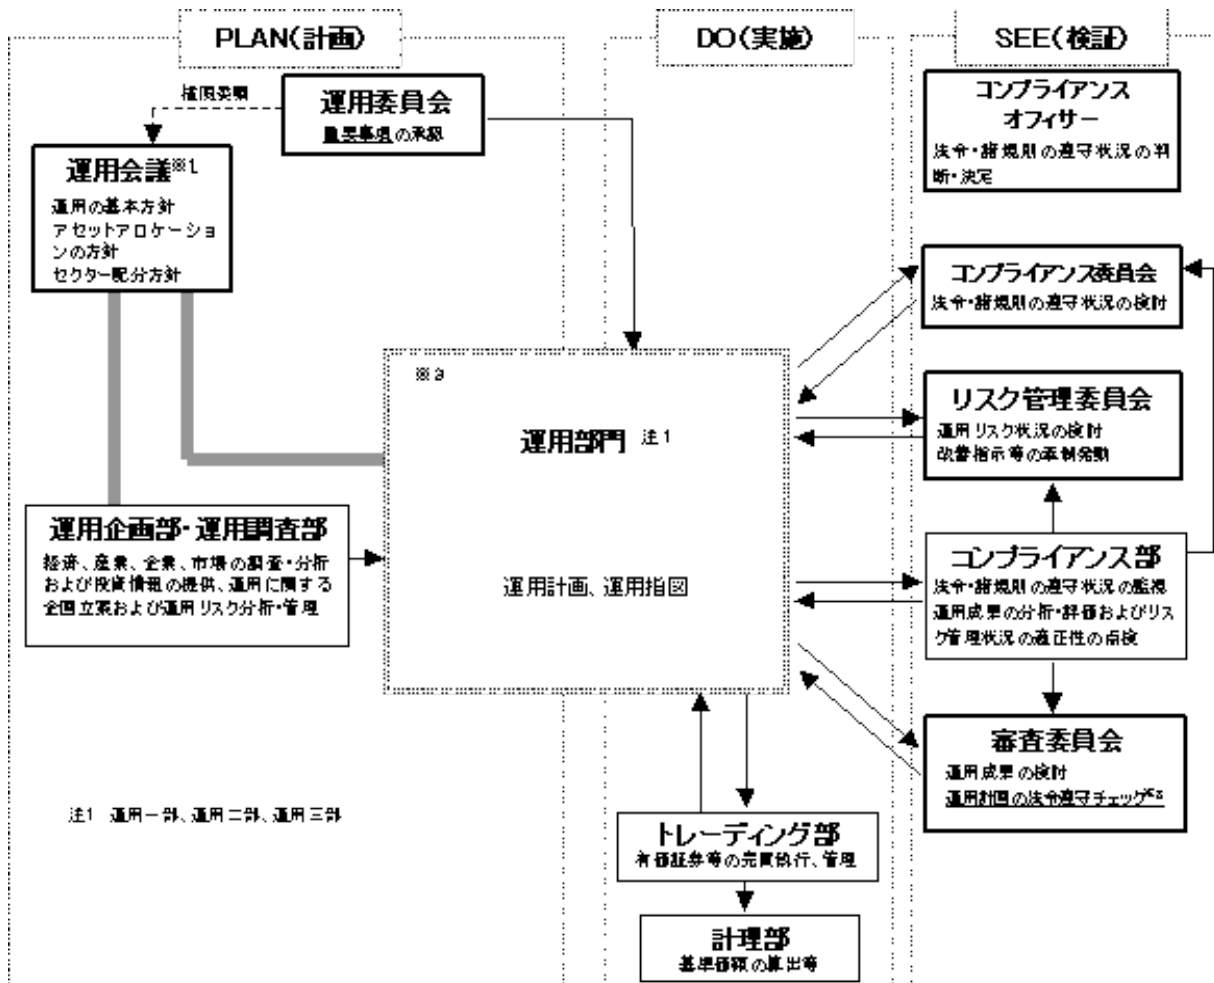 PLAN(計画)
DO(実施)
SEE(検証)
権限委嘱
運用委員会
重要事項の承認
運用会議※1
運用の基本方針
アセットアロケーショ
ンの方針
セクター配分方針
コンプライアンス
オフィサー
法令・諸規則の遵守状況の判
断・決定
コンプライアンス委員会
法令・諸規則の遵守状況の検討
※3
運用部門 注1
運用計画、運用指図
リスク管理委員会
運用リスク状況の検討
改善指示等の牽制発動
運用企画部・運用調査部
経済、産業、企業、市場の調査・分析
および投資情報の提供、運用に関する
企画立案および運用リスク分析・管理
コンプライアンス部
法令・諸規則の遵守状況の監視
運用成果の分析・評価およびリス
ク管理状況の適正性の点検
審査委員会
運用成果の検討
運用計画の法令遵守チェック※2
注1 運用一部、運用二部、運用三部
トレーディング部
有価証券等の売買執行、管理
計理部
基準価額の算出等